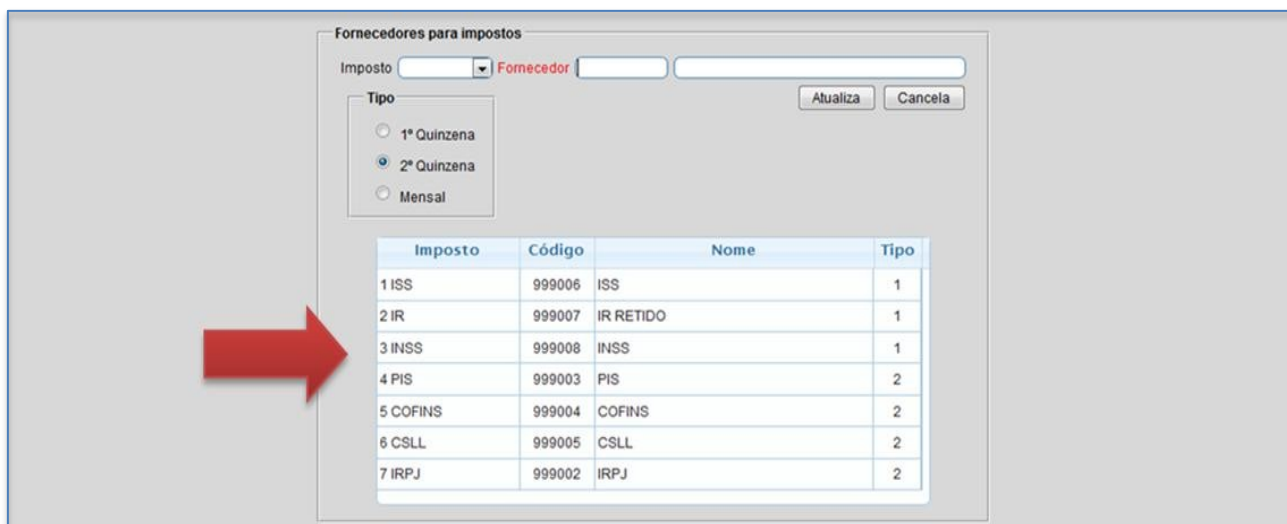 Fornecedores para impostos
Imposto Fornecedor
Tipo Atualiza Cancela
1ª Quinzena
2ª Quinzena
Mensal
Imposto Código Nome Tipo
1 ISS 999006 ISS 1
2 IR 999007 IR RETIDO 1
3 INSS 999008 INSS 1
4 PIS 999003 PIS 2
5 COFINS 999004 COFINS 2
6 CSLL 999005 CSLL 2
7 IRPJ 999002 IRPJ 2